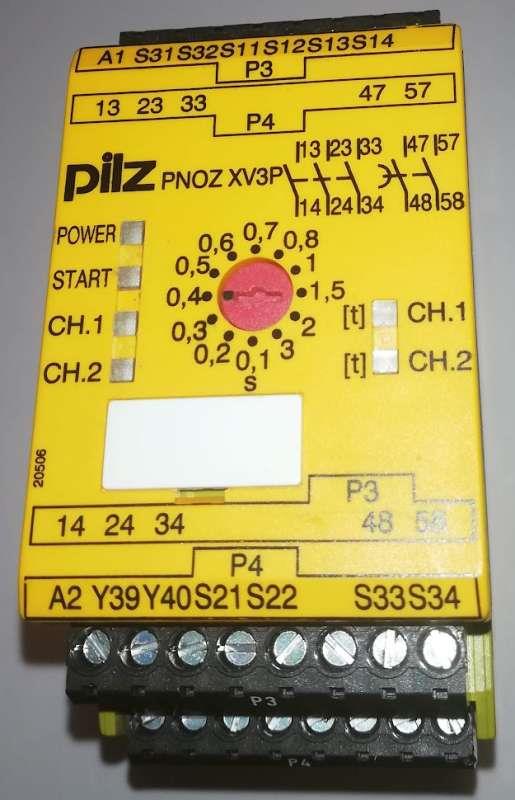 A1 S31 S32 S11 S12 S13 S14
P3
13 23 33 47 57
P4
pilz PNOZ XV3P
13 23 33 47 57
14 24 34 48 58
POWER
START
CH.1
CH.2
0,6 0,7 0,8
0,5 1
0,4 1,5
0,3 2
0,2 0,1 3
s
[t] CH.1
[t] CH.2
20506
P3
14 24 34 48 58
P4
A2 Y39 Y40 S21 S22 S33 S34
P3
P4